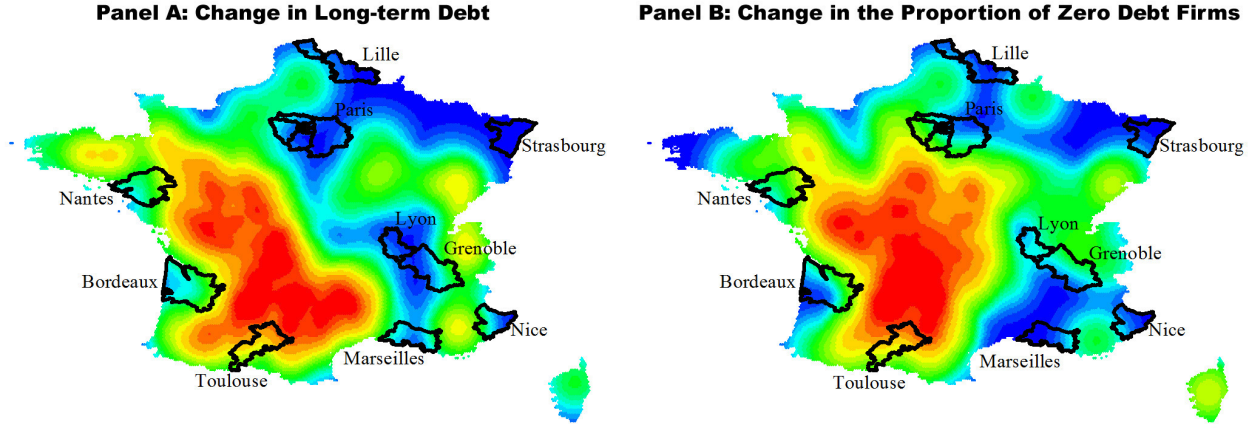 Panel A: Change in Long-term Debt
Lille
Paris
Strasbourg
Nantes
Lyon
Grenoble
Bordeaux
Nice
Marseilles
Toulouse
Panel B: Change in the Proportion of Zero Debt Firms
Lille
Paris
Strasbourg
Nantes
Lyon
Grenoble
Bordeaux
Nice
Marseilles
Toulouse